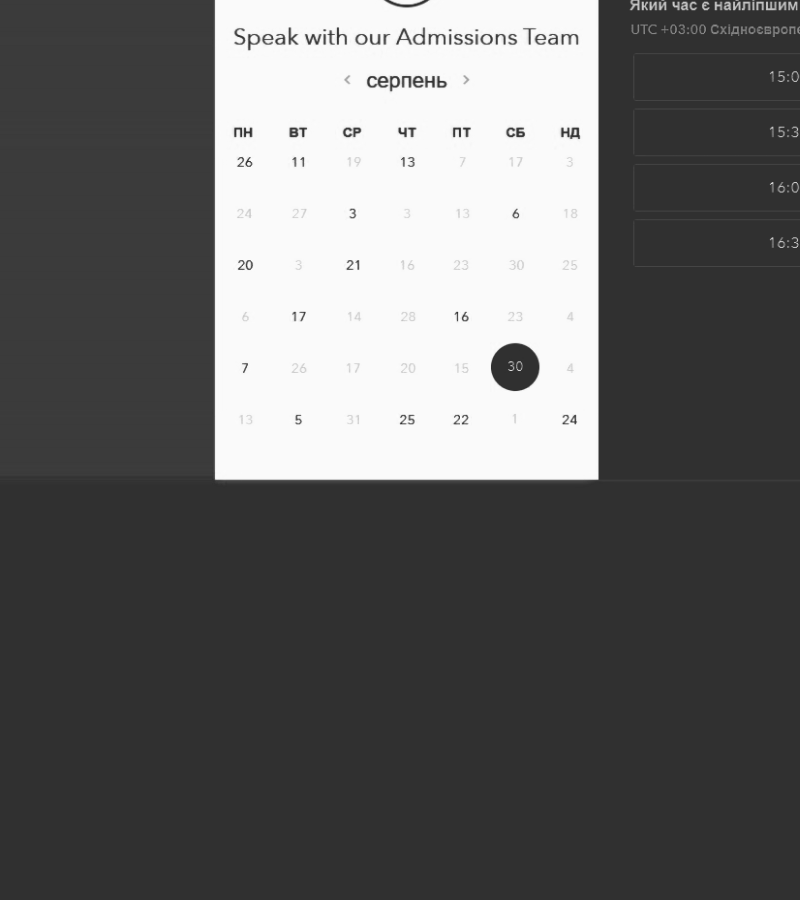 Speak with our Admissions Team
< серпень >
ПН ВТ СР ЧТ ПТ СБ НД
26 11 19 13 7 17 3
24 27 3 3 13 6 18
20 3 21 16 23 30 25
6 17 14 28 16 23 4
7 26 17 20 15 30 4
13 5 31 25 22 1 24
Який час є найліпшим
UTC +03:00 Східноєвропе
15:0
15:3
16:0
16:3